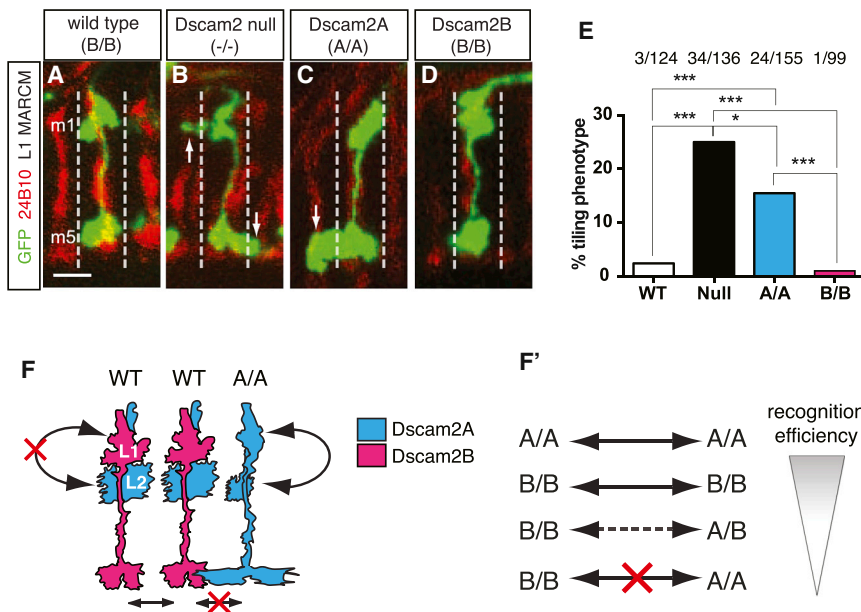 wild type
(B/B)
Dscam2 null
(-/-)
Dscam2A
(A/A)
Dscam2B
(B/B)
GFP 24B10 L1 MARCM
A
B
C
D
m1
m5
E
3/124 34/136 24/155 1/99
***
***
*** *
***
% tiling phenotype
30
20
10
0
WT Null A/A B/B
F
WT WT A/A
L1
L2
Dscam2A
Dscam2B
F'
recognition
efficiency
A/A A/A
B/B B/B
B/B A/B
B/B A/A